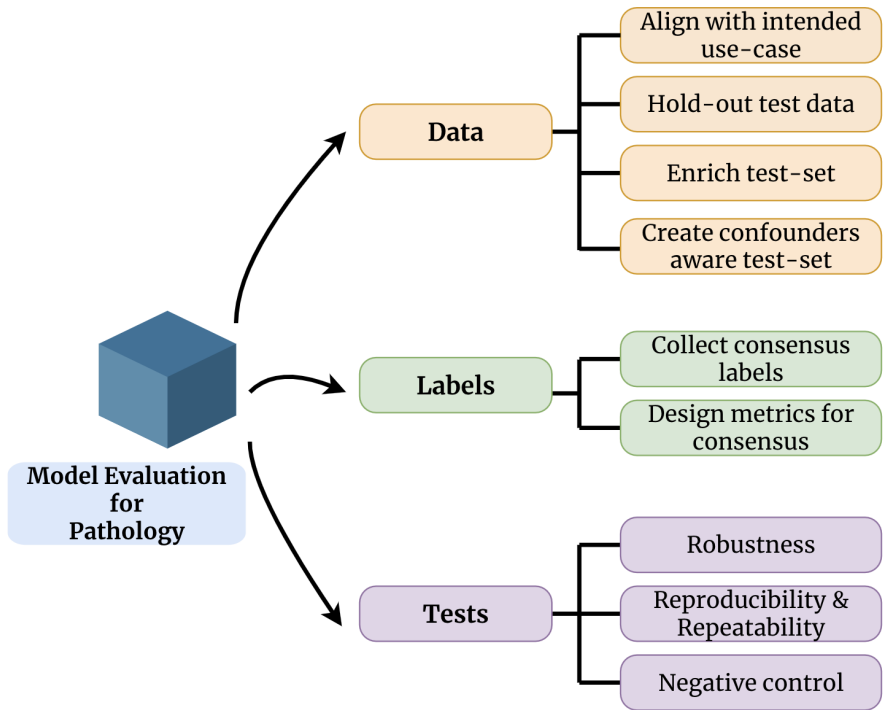 Model Evaluation
for
Pathology
Data
Align with intended
use-case
Hold-out test data
Enrich test-set
Create confounders
aware test-set
Labels
Collect consensus
labels
Design metrics for
consensus
Tests
Robustness
Reproducibility &
Repeatability
Negative control